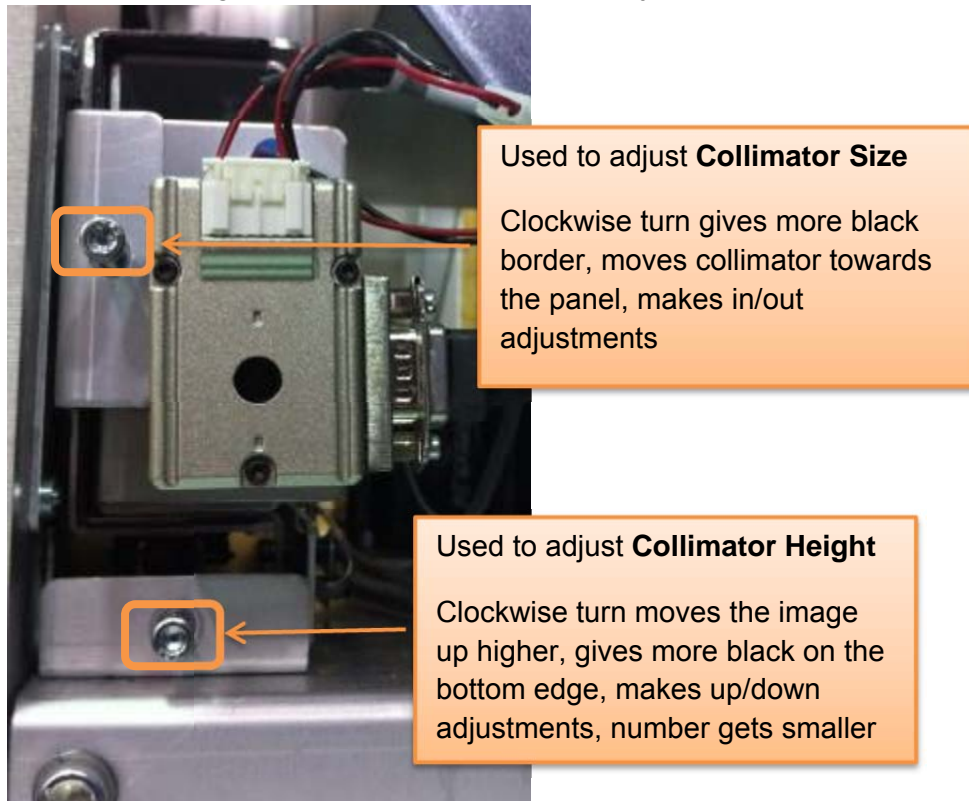 Used to adjust Collimator Size
Clockwise turn gives more black
border, moves collimator towards
the panel, makes in/out
adjustments
Used to adjust Collimator Height
Clockwise turn moves the image
up higher, gives more black on the
bottom edge, makes up/down
adjustments, number gets smaller